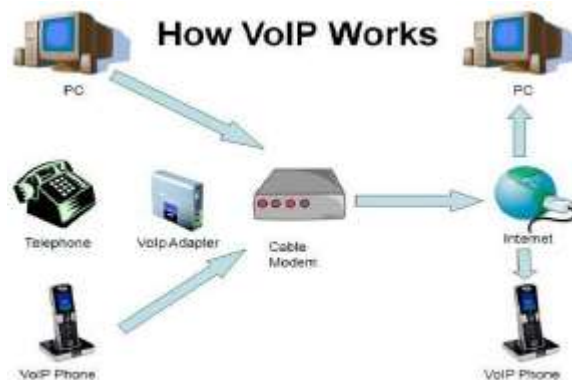 How VoIP Works
PC
PC
Telephone
VoIp Adapter
Cable
Modem
Internet
VoIP Phone
VoIP Phone